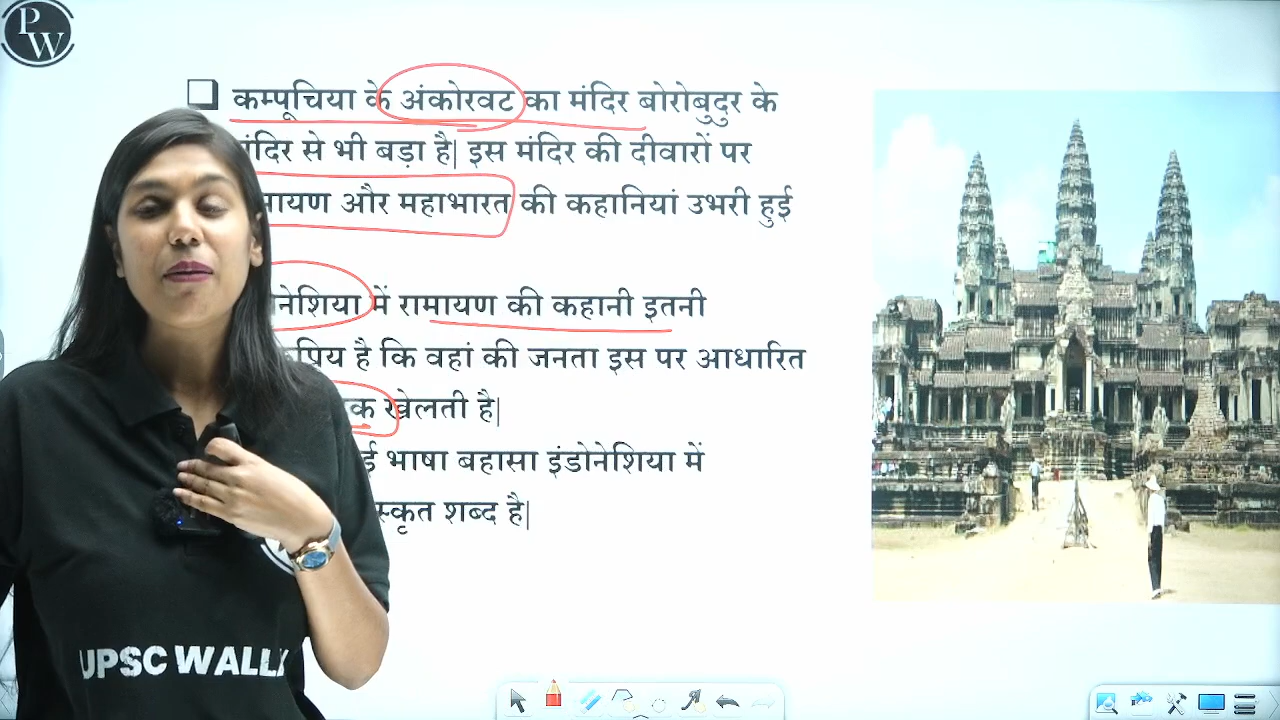 PW
कम्पूचिया के अंकोरवट का मंदिर बोरोबुदुर के
मंदिर से भी बड़ा है| इस मंदिर की दीवारों पर
और महाभारत की कहानियां उभरी हुई
में रामायण की कहानी इतनी
है कि वहां की जनता इस पर आधारित
खेलती है|
भाषा बहासा इंडोनेशिया में
शब्द है|
UPSC WALLA